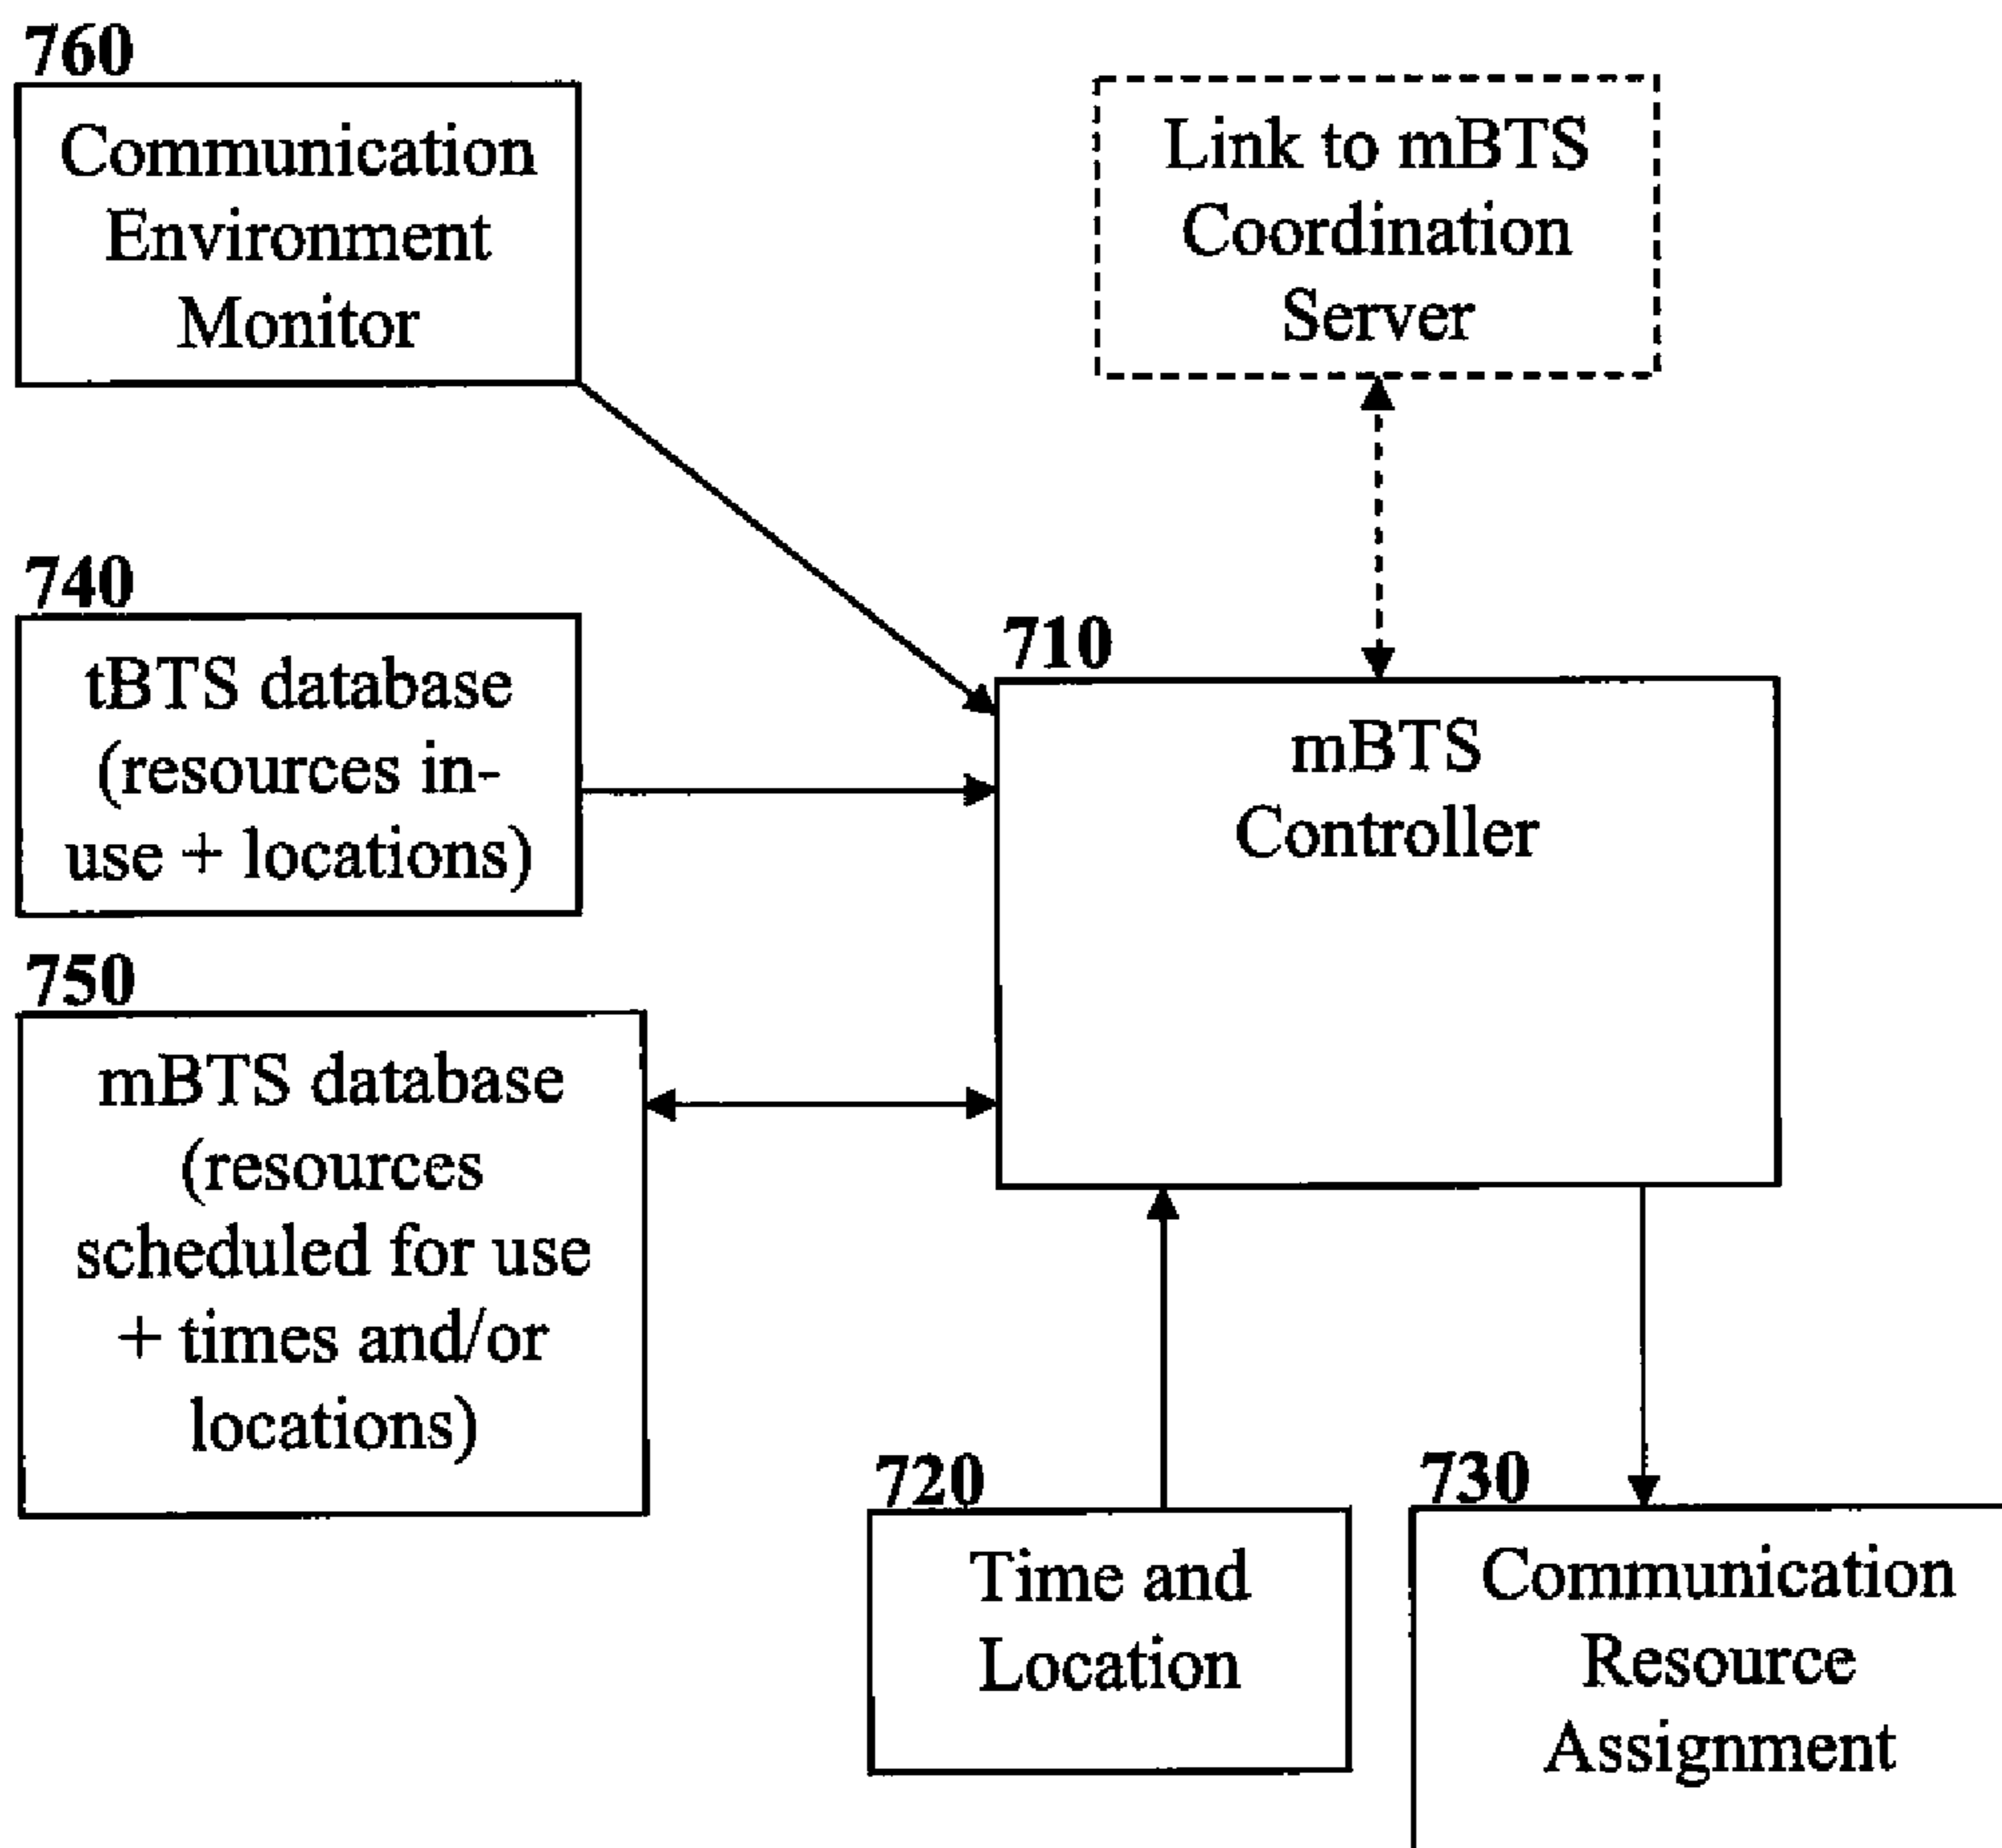 760
Communication
Environment
Monitor
Link to mBTS
Coordination
Server
740
tBTS database
(resources in-
use + locations)
710
mBTS
Controller
750
mBTS database
(resources
scheduled for use
+ times and/or
locations)
720
Time and
Location
730
Communication
Resource
Assignment